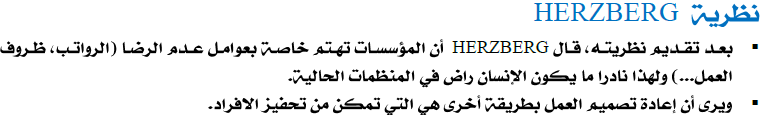 نظرية HERZBERG
▪ بعد تقديم نظريته، قال HERZBERG أن المؤسسات تهتم خاصة بعوامل عدم الرضا (الرواتب، ظروف
العمل...) ولهذا نادرا ما يكون الإنسان راض في المنظمات الحالية.
▪ ويرى أن إعادة تصميم العمل بطريقة أخرى هي التي تمكن من تحفيز الافراد.